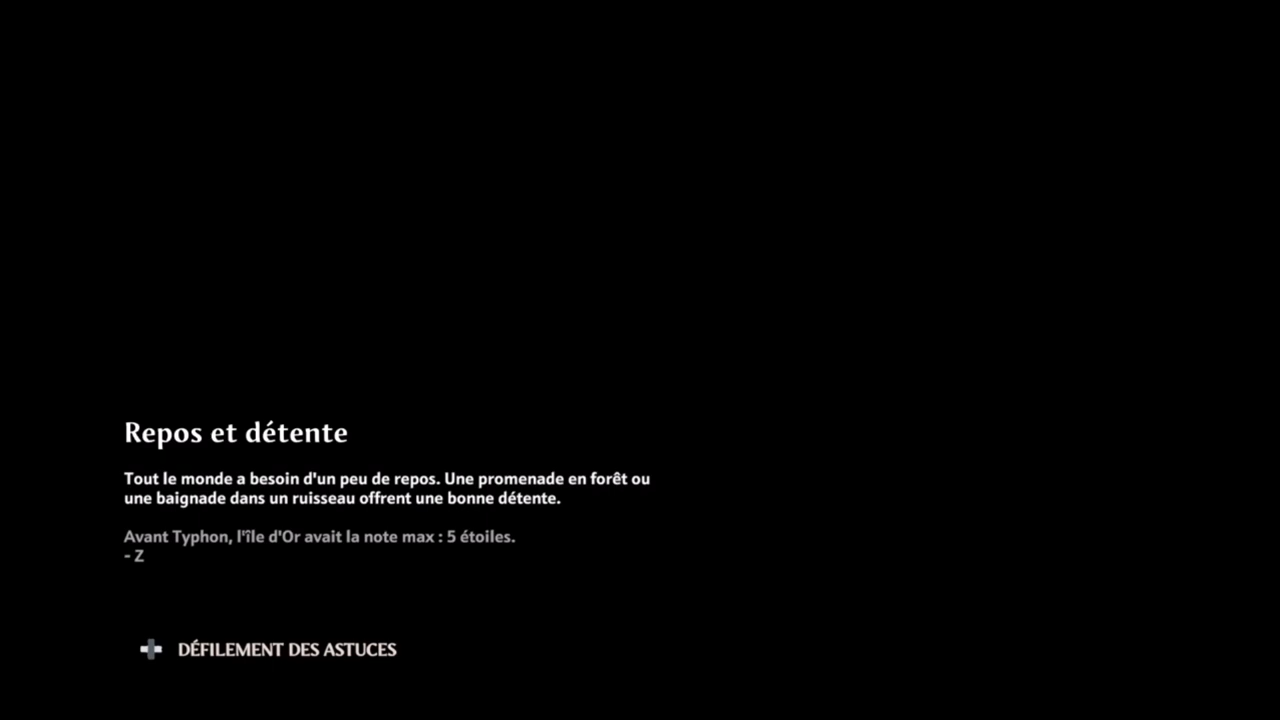 Repos et détente
Tout le monde a besoin d'un peu de repos. Une promenade en forêt ou
une baignade dans un ruisseau offrent une bonne détente.
Avant Typhon, l'île d'Or avait la note max : 5 étoiles.
- Z
DÉFILEMENT DES ASTUCES